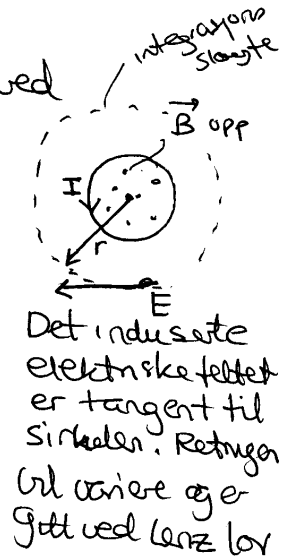 ved
integrasjons
sløyfe
B opp
I
r
E
Det induserte
elektriske feltet
er tangent til
sirkelen. Retningen
vil variere og er
gitt ved Lenz lov